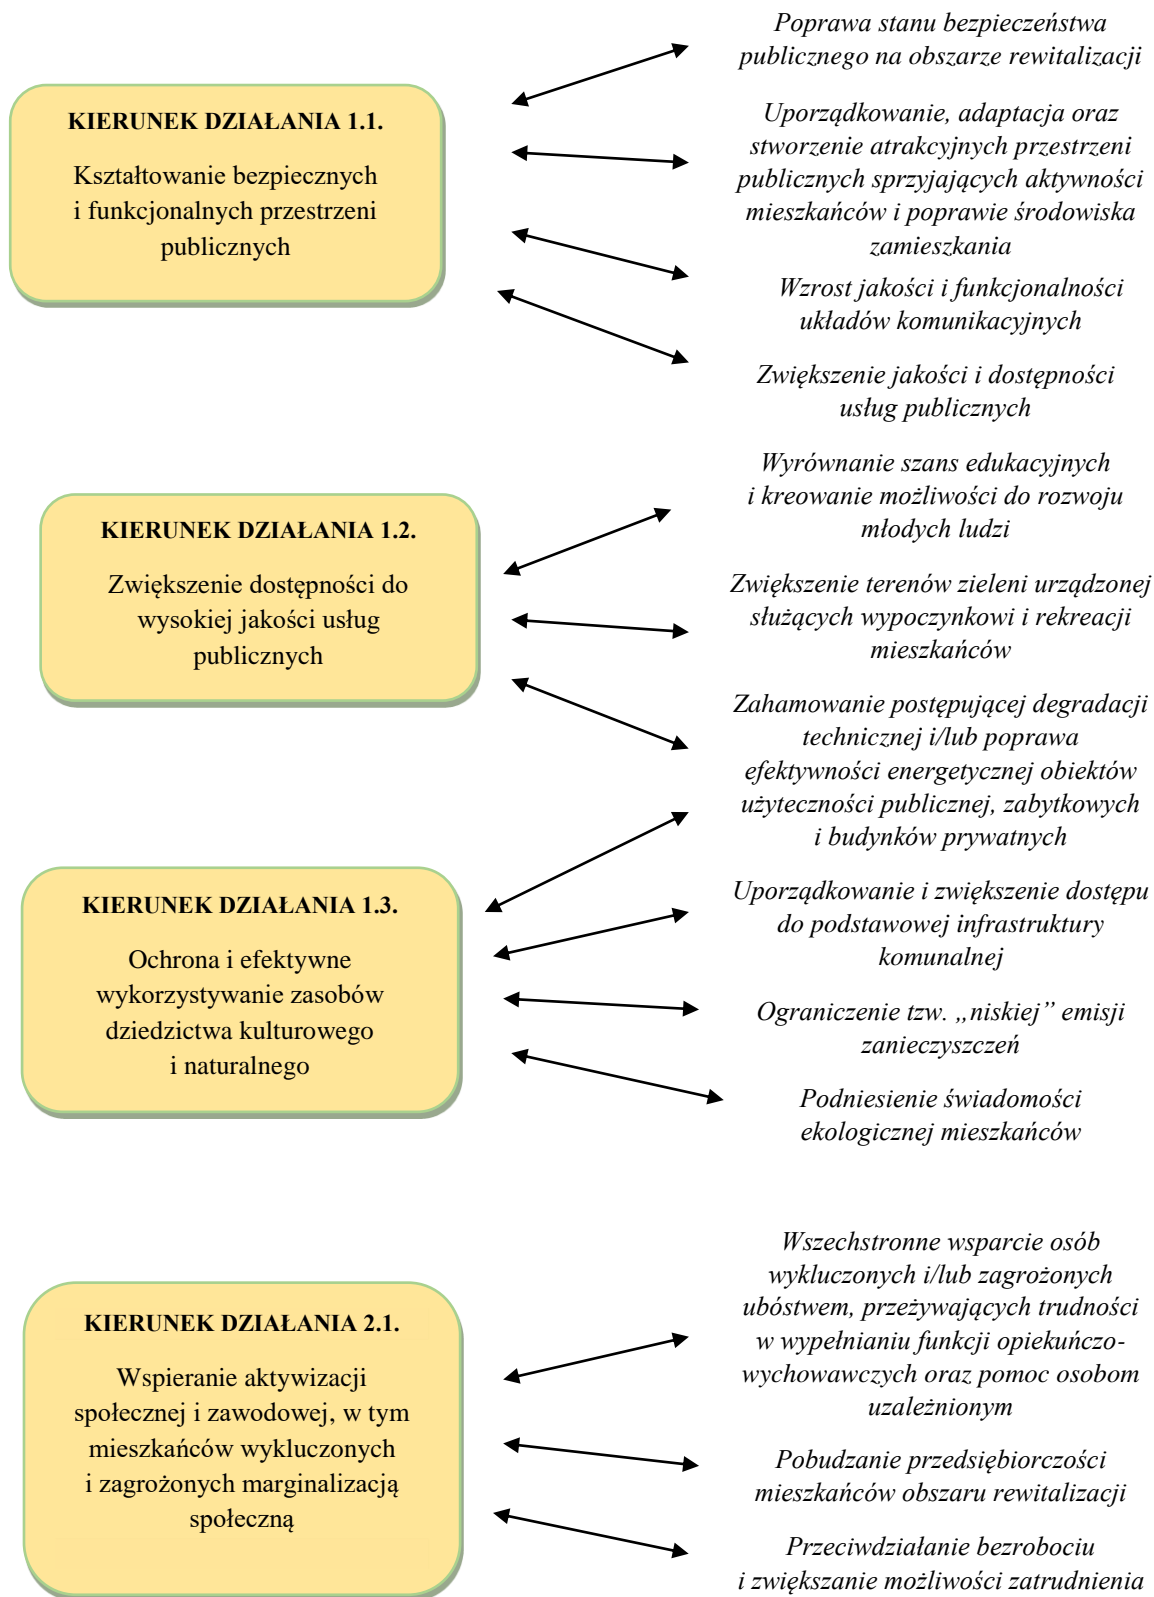 Poprawa stanu bezpieczeństwa
publicznego na obszarze rewitalizacji
KIERUNEK DZIAŁANIA 1.1.
Kształtowanie bezpiecznych
i funkcjonalnych przestrzeni
publicznych
Uporządkowanie, adaptacja oraz
stworzenie atrakcyjnych przestrzeni
publicznych sprzyjających aktywności
mieszkańców i poprawie środowiska
zamieszkania
Wzrost jakości i funkcjonalności
układów komunikacyjnych
Zwiększenie jakości i dostępności
usług publicznych
KIERUNEK DZIAŁANIA 1.2.
Zwiększenie dostępności do
wysokiej jakości usług
publicznych
Wyrównanie szans edukacyjnych
i kreowanie możliwości do rozwoju
młodych ludzi
Zwiększenie terenów zieleni urządzonej
służących wypoczynkowi i rekreacji
mieszkańców
Zahamowanie postępującej degradacji
technicznej i/lub poprawa
efektywności energetycznej obiektów
użyteczności publicznej, zabytkowych
i budynków prywatnych
KIERUNEK DZIAŁANIA 1.3.
Ochrona i efektywne
wykorzystywanie zasobów
dziedzictwa kulturowego
i naturalnego
Uporządkowanie i zwiększenie dostępu
do podstawowej infrastruktury
komunalnej
Ograniczenie tzw. „niskiej” emisji
zanieczyszczeń
Podniesienie świadomości
ekologicznej mieszkańców
KIERUNEK DZIAŁANIA 2.1.
Wspieranie aktywizacji
społecznej i zawodowej, w tym
mieszkańców wykluczonych
i zagrożonych marginalizacją
społeczną
Wszechstronne wsparcie osób
wykluczonych i/lub zagrożonych
ubóstwem, przeżywających trudności
w wypełnianiu funkcji opiekuńczo-
wychowawczych oraz pomoc osobom
uzależnionym
Pobudzanie przedsiębiorczości
mieszkańców obszaru rewitalizacji
Przeciwdziałanie bezrobociu
i zwiększanie możliwości zatrudnienia